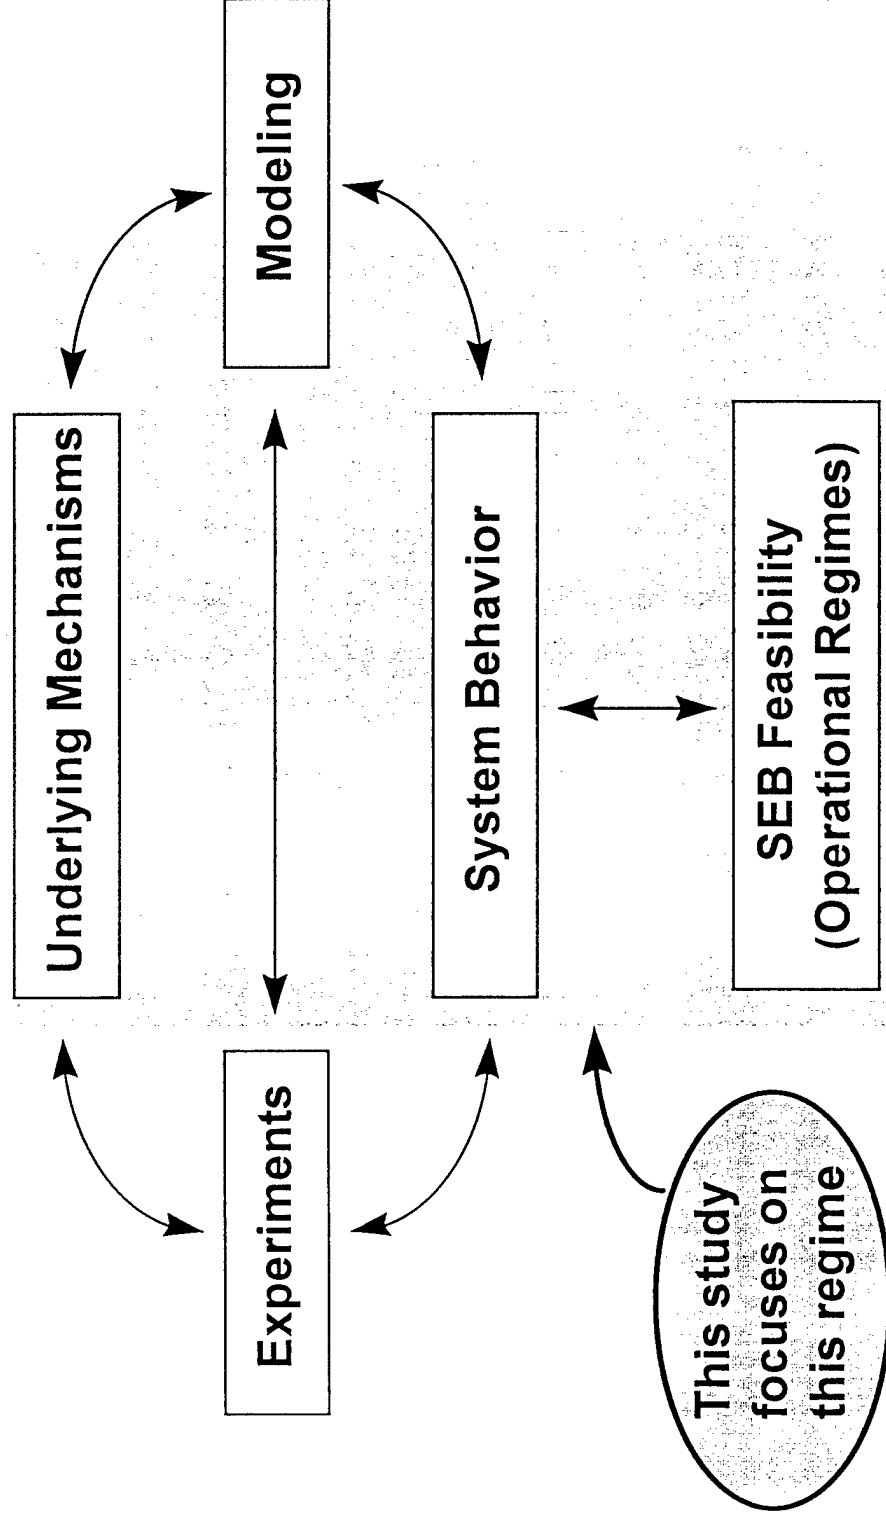 Underlying Mechanisms
Experiments
Modeling
System Behavior
SEB Feasibility
(Operational Regimes)
This study
focuses on
this regime